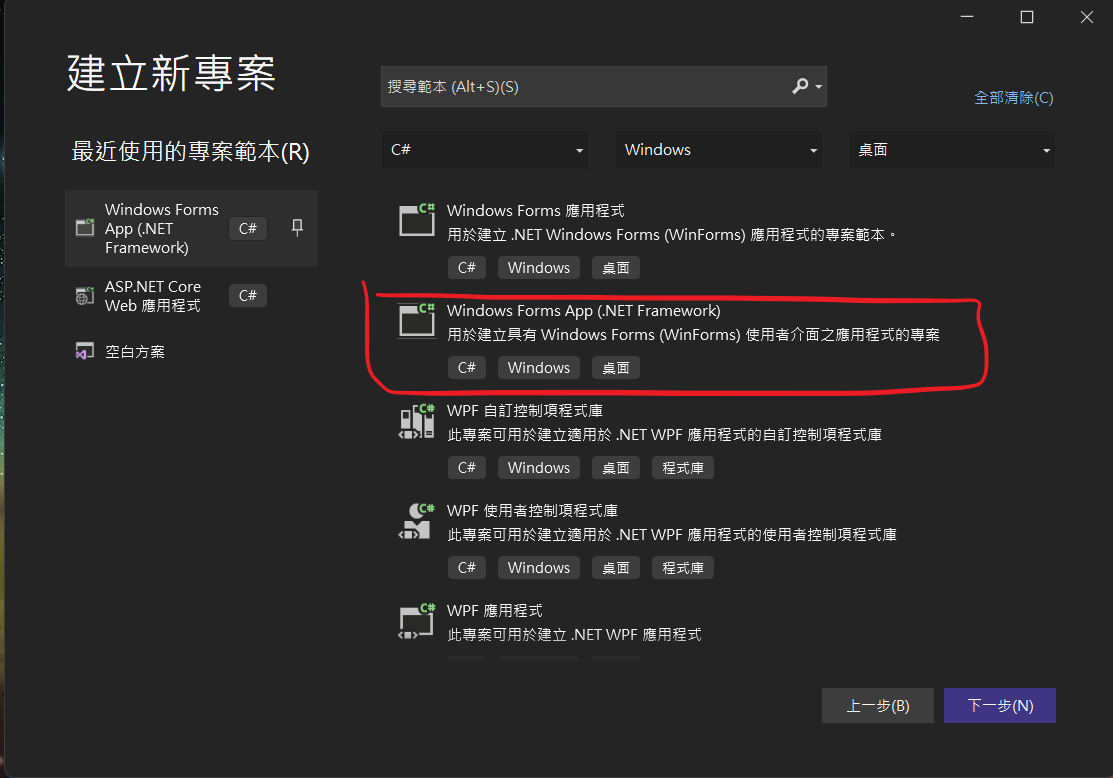 建立新專案
搜尋範本 (Alt+S)(S)
全部清除(C)
最近使用的專案範本(R)
C#
Windows
桌面
Windows Forms
App (.NET
Framework)
C#
ASP.NET Core
Web 應用程式
C#
空白方案
Windows Forms 應用程式
用於建立 .NET Windows Forms (WinForms) 應用程式的專案範本。
C# Windows 桌面
Windows Forms App (.NET Framework)
用於建立具有 Windows Forms (WinForms) 使用者介面之應用程式的專案
C# Windows 桌面
WPF 自訂控制項程式庫
此專案可用於建立適用於 .NET WPF 應用程式的自訂控制項程式庫
C# Windows 桌面 程式庫
WPF 使用者控制項程式庫
此專案可用於建立適用於 .NET WPF 應用程式的使用者控制項程式庫
C# Windows 桌面 程式庫
WPF 應用程式
此專案可用於建立 .NET WPF 應用程式
上一步(B)
下一步(N)